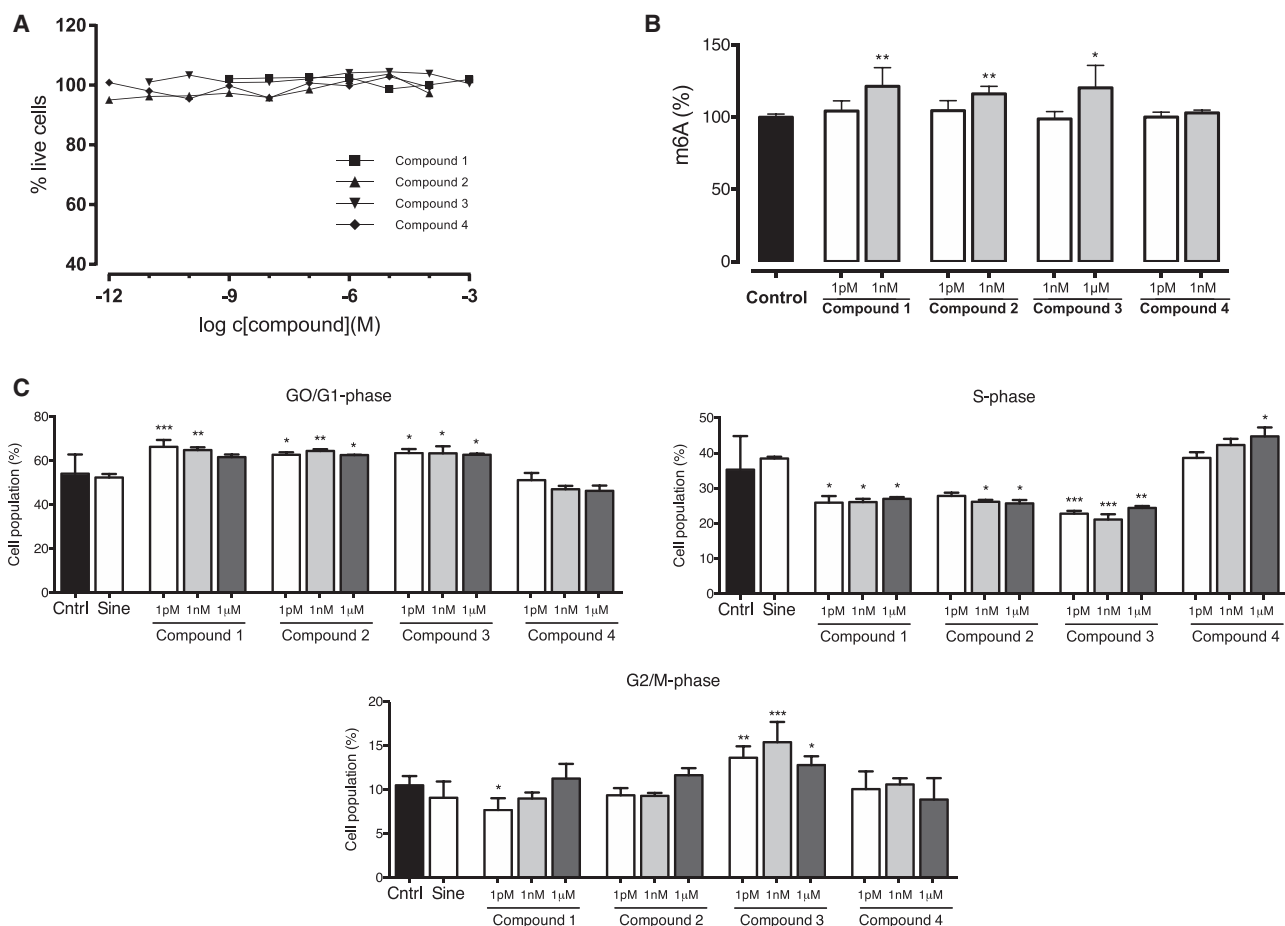 A
120
100
80
60
40
% live cells
Compound 1
Compound 2
Compound 3
Compound 4
-12 -9 -6 -3
log c[compound](M)
B
150
100
50
0
m6A (%)
** ** *
1pM 1nM 1pM 1nM 1nM 1µM 1pM 1nM
Control Compound 1 Compound 2 Compound 3 Compound 4
C
GO/G1-phase
80
60
40
20
0
Cell population (%)
*** ** * ** * * * *
Cntrl Sine 1pM 1nM 1µM 1pM 1nM 1µM 1pM 1nM 1µM 1pM 1nM 1µM
Compound 1 Compound 2 Compound 3 Compound 4
S-phase
50
40
30
20
10
0
Cell population (%)
* * * * * *** *** ** *
Cntrl Sine 1pM 1nM 1µM 1pM 1nM 1µM 1pM 1nM 1µM 1pM 1nM 1µM
Compound 1 Compound 2 Compound 3 Compound 4
G2/M-phase
20
15
10
5
0
Cell population (%)
* ** *** *
Cntrl Sine 1pM 1nM 1µM 1pM 1nM 1µM 1pM 1nM 1µM 1pM 1nM 1µM
Compound 1 Compound 2 Compound 3 Compound 4